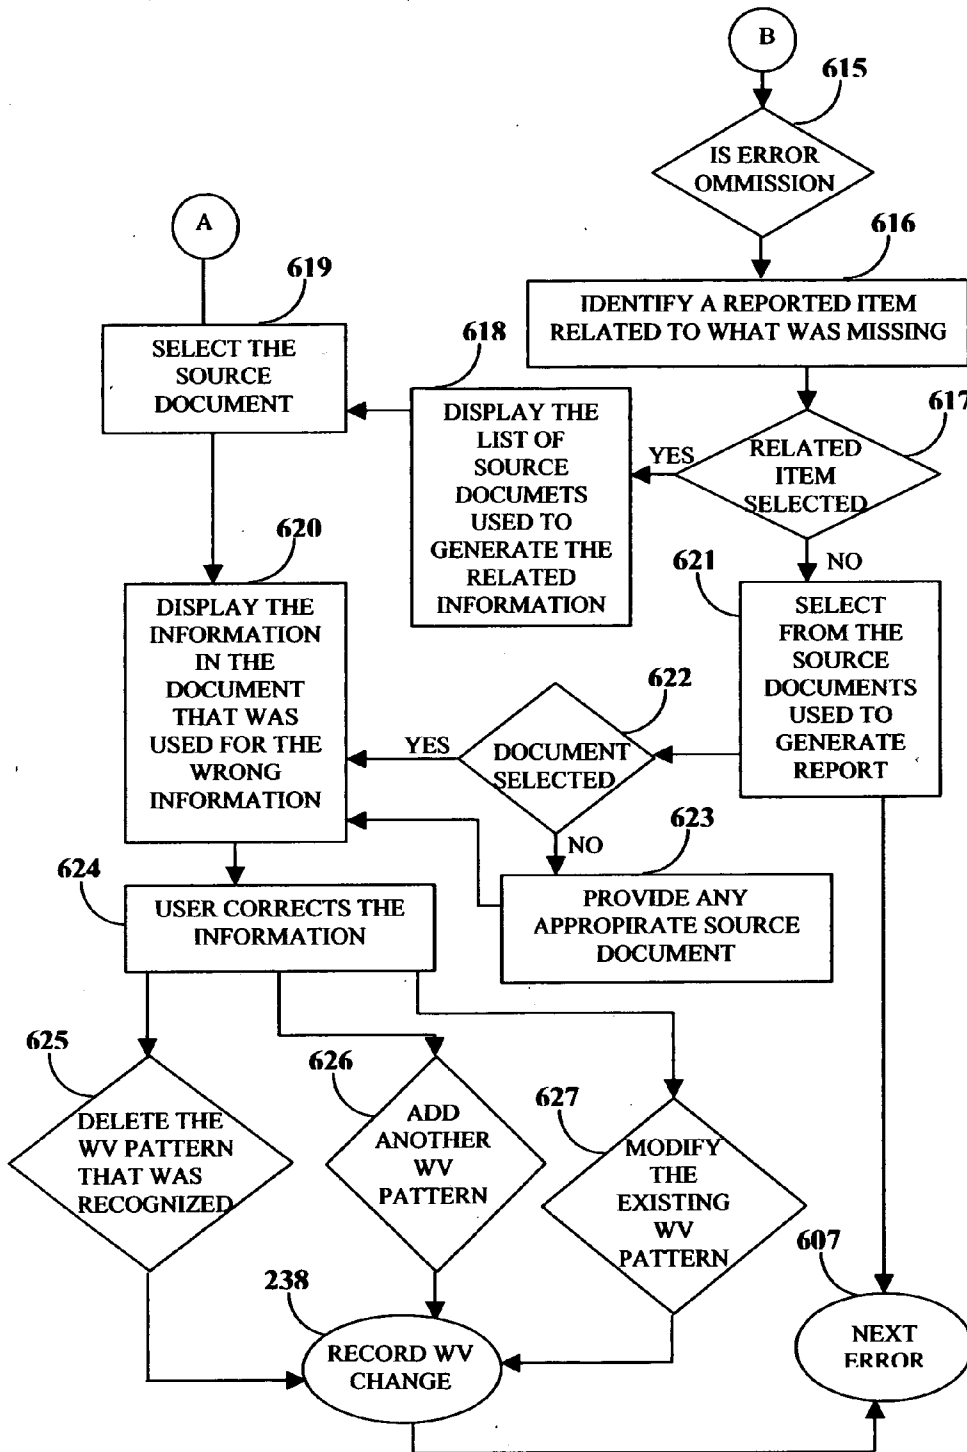 B
615
IS ERROR
OMMISSION
A
616
619
IDENTIFY A REPORTED ITEM
RELATED TO WHAT WAS MISSING
618
SELECT THE
SOURCE
DOCUMENT
617
DISPLAY THE
LIST OF
SOURCE
DOCUMETS
USED TO
GENERATE THE
RELATED
INFORMATION
YES
RELATED
ITEM
SELECTED
620
NO
621
DISPLAY THE
INFORMATION
IN THE
DOCUMENT
THAT WAS
USED FOR THE
WRONG
INFORMATION
SELECT
FROM THE
SOURCE
DOCUMENTS
USED TO
GENERATE
REPORT
622
YES
DOCUMENT
SELECTED
623
NO
624
USER CORRECTS THE
INFORMATION
PROVIDE ANY
APPROPIRATE SOURCE
DOCUMENT
625
626
627
DELETE THE
WV PATTERN
THAT WAS
RECOGNIZED
ADD
ANOTHER
WV
PATTERN
MODIFY
THE
EXISTING
WV
PATTERN
607
238
RECORD WV
CHANGE
NEXT
ERROR